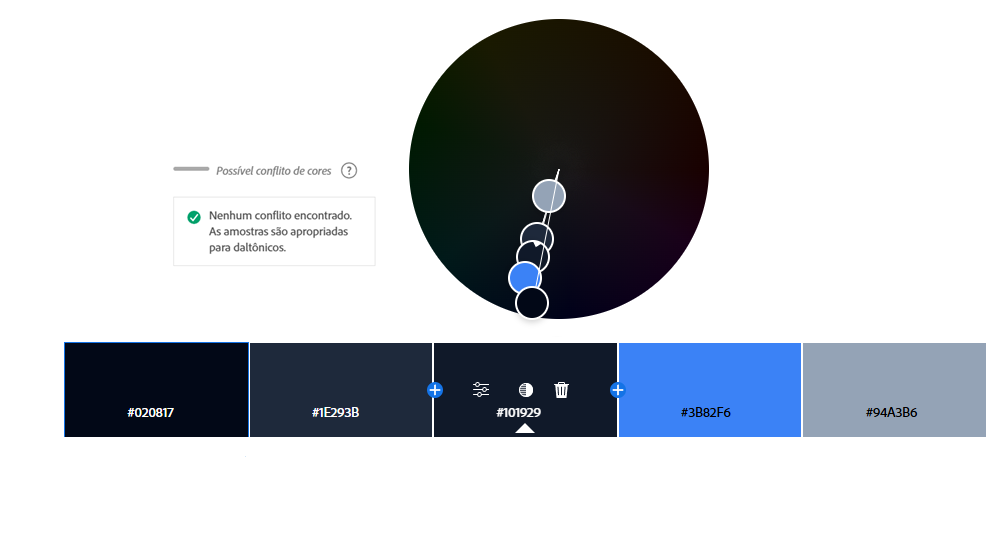 Possível conflito de cores ?
Nenhum conflito encontrado.
As amostras são apropriadas
para daltônicos.
#020817
#1E293B
#101929
#3B82F6
#94A3B6